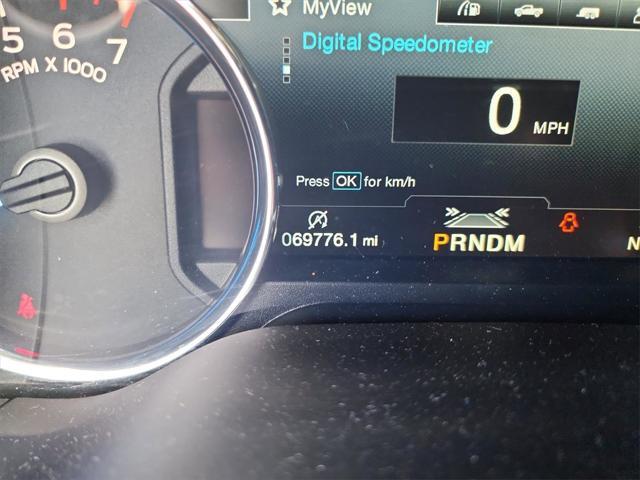 MyView
5 6 7
RPM X 1000
Digital Speedometer
0 MPH
Press OK for km/h
069776.1 mi
PRNDM
N